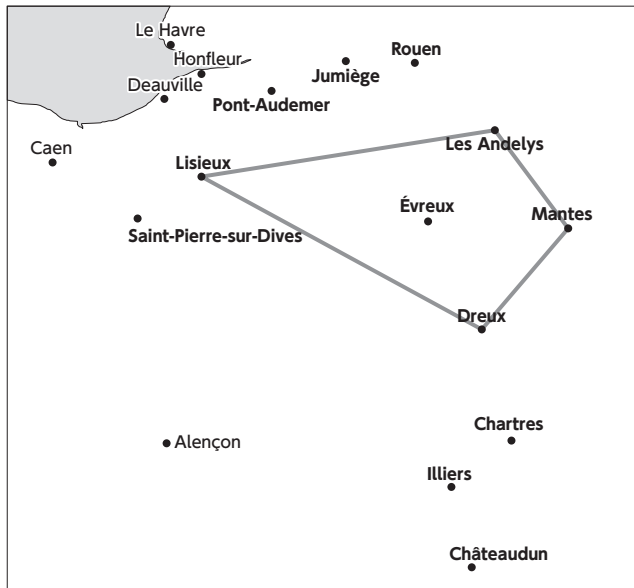 Le Havre
Rouen
Honfleur
Jumiège
Deauville
Pont-Audemer
Les Andelys
Caen
Lisieux
Évreux
Mantes
Saint-Pierre-sur-Dives
Dreux
Chartres
Alençon
Illiers
Châteaudun